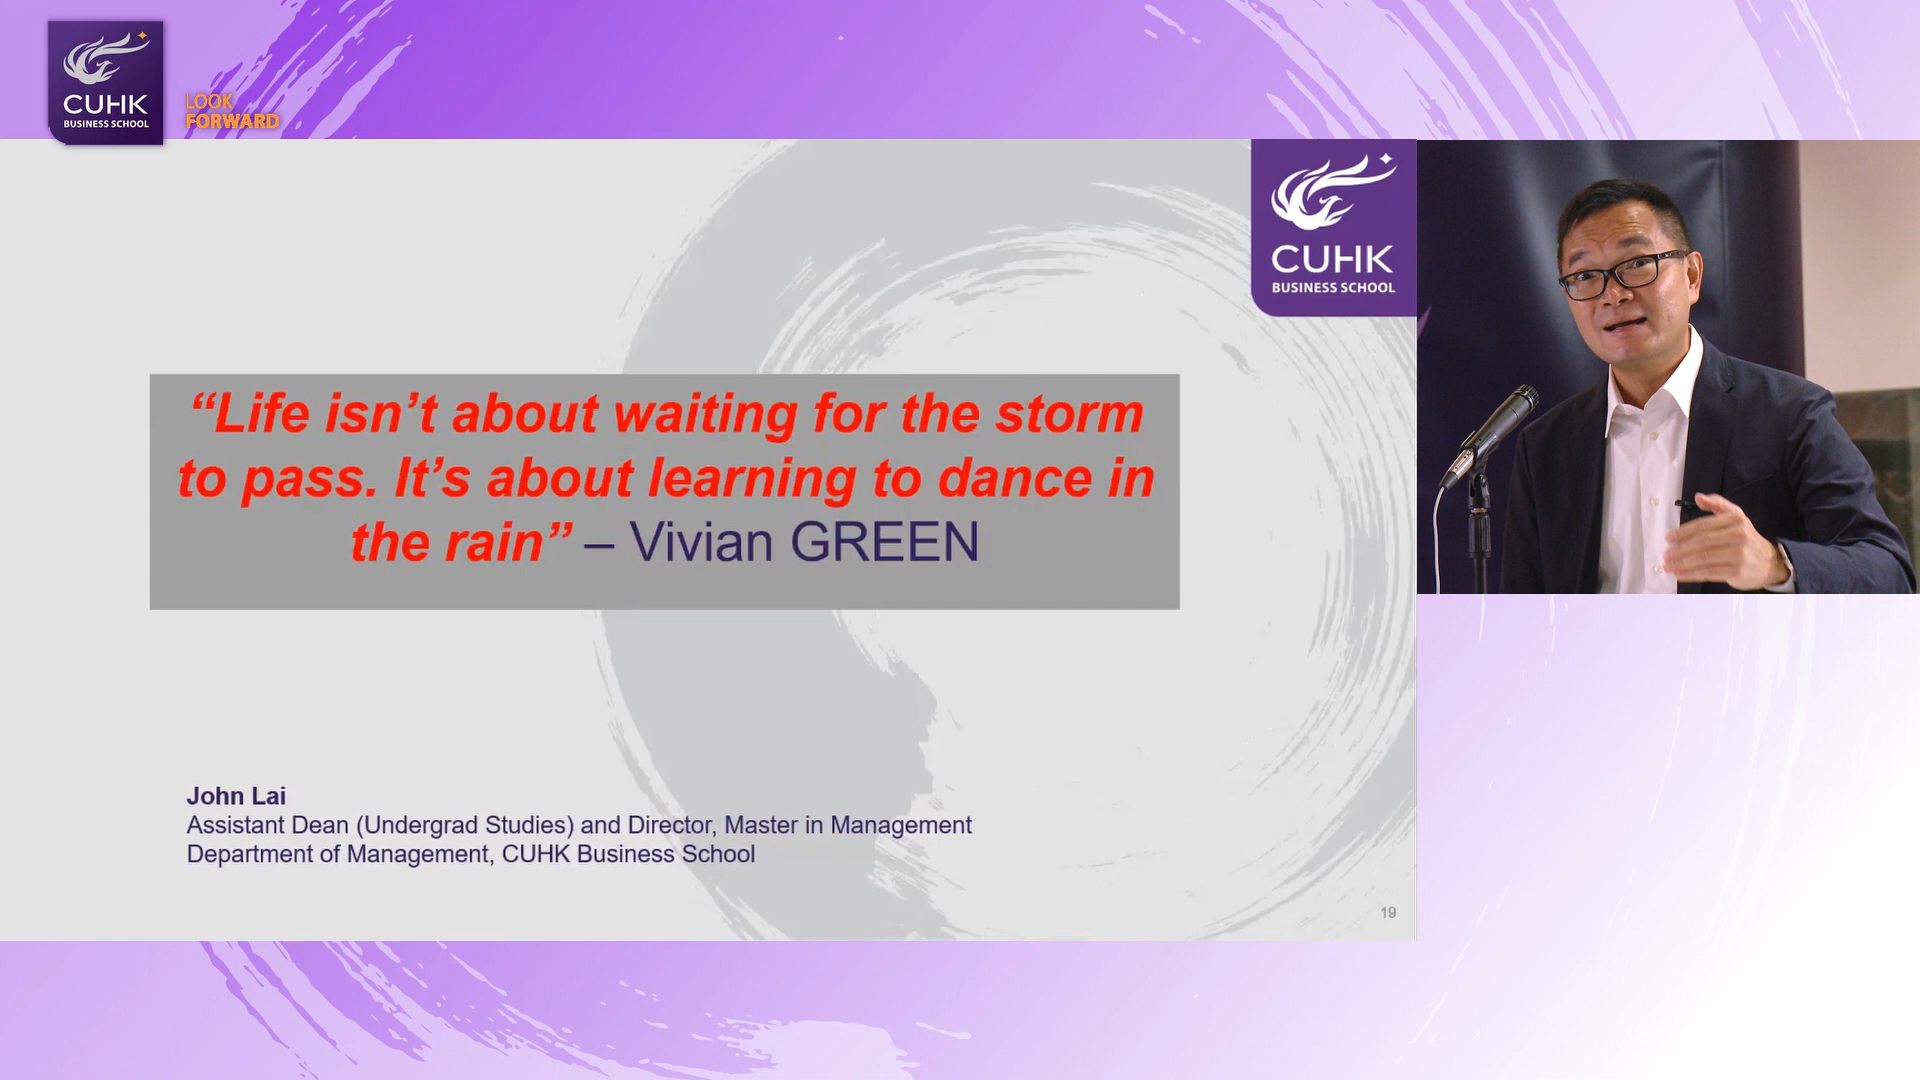 CUHK
BUSINESS SCHOOL
LOOK
FORWARD
CUHK
BUSINESS SCHOOL
“Life isn’t about waiting for the storm
to pass. It’s about learning to dance in
the rain” – Vivian GREEN
John Lai
Assistant Dean (Undergrad Studies) and Director, Master in Management
Department of Management, CUHK Business School
19